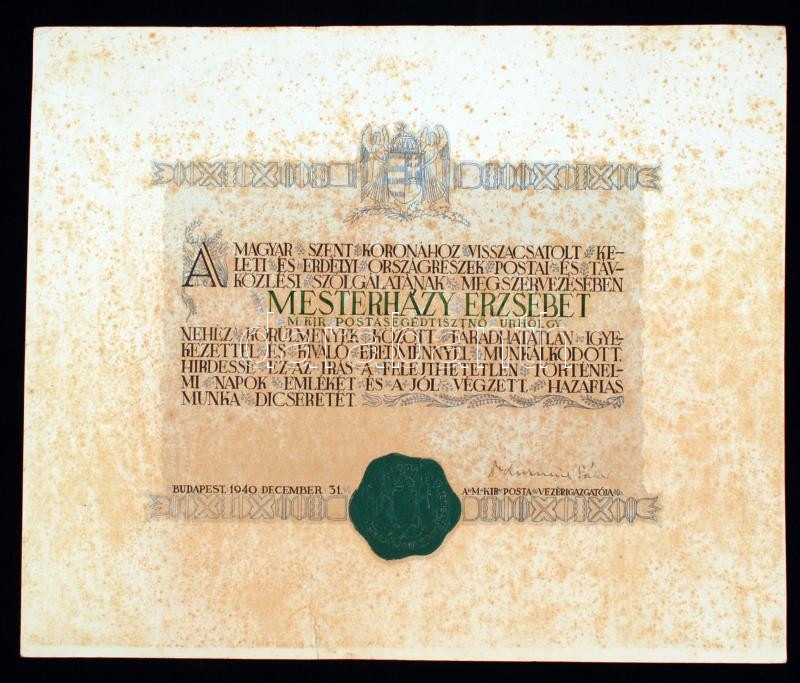 A MAGYAR SZENT KORONÁHOZ VISSZACSATOLT KE-
LETI ÉS ERDÉLYI ORSZÁGRÉSZEK POSTAI ÉS TÁV-
KÖZLÉSI SZOLGÁLATÁNAK MEGSZERVEZÉSÉBEN
MESTERHÁZY ERZSÉBET
M. KIR. POSTASEGÉDTISZTNŐ ÚRHÖLGY
NEHÉZ KÖRÜLMÉNYEK KÖZÖTT FÁRADHATATLAN IGYE-
KEZETTEL ÉS KIVÁLÓ EREDMÉNNYEL MUNKÁLKODOTT.
HIRDESSE EZ AZ ÍRÁS A FELEJTHETETLEN TÖRTÉNEL-
MI NAPOK EMLÉKÉT ÉS A JÓL VÉGZETT HAZAFIAS
MUNKA DICSÉRETÉT.
BUDAPEST, 1940 DECEMBER 31.
A M. KIR. POSTA VEZÉRIGAZGATÓJA